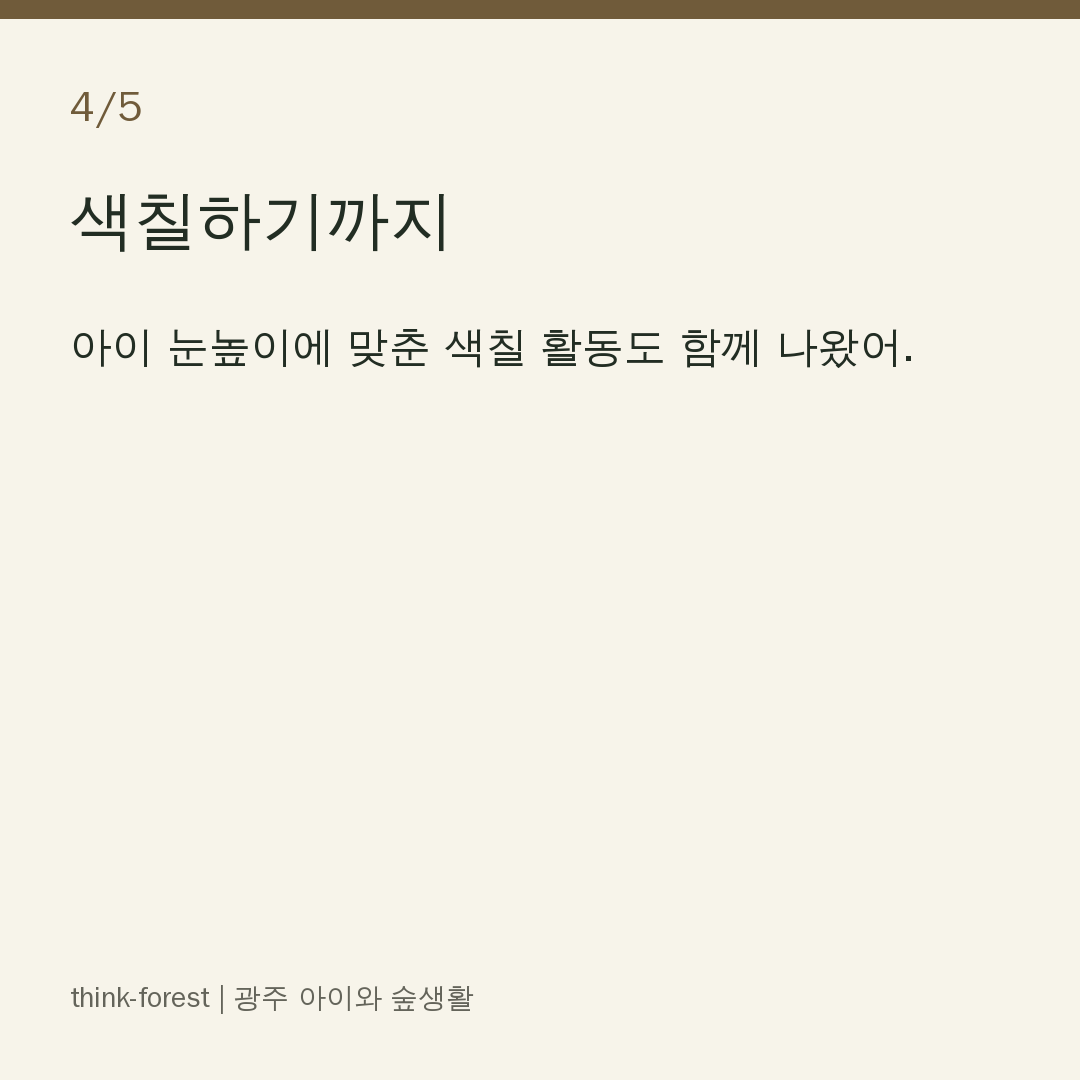 4/5
색칠하기까지
아이 눈높이에 맞춘 색칠 활동도 함께 나왔어.
think-forest | 광주 아이와 숲생활